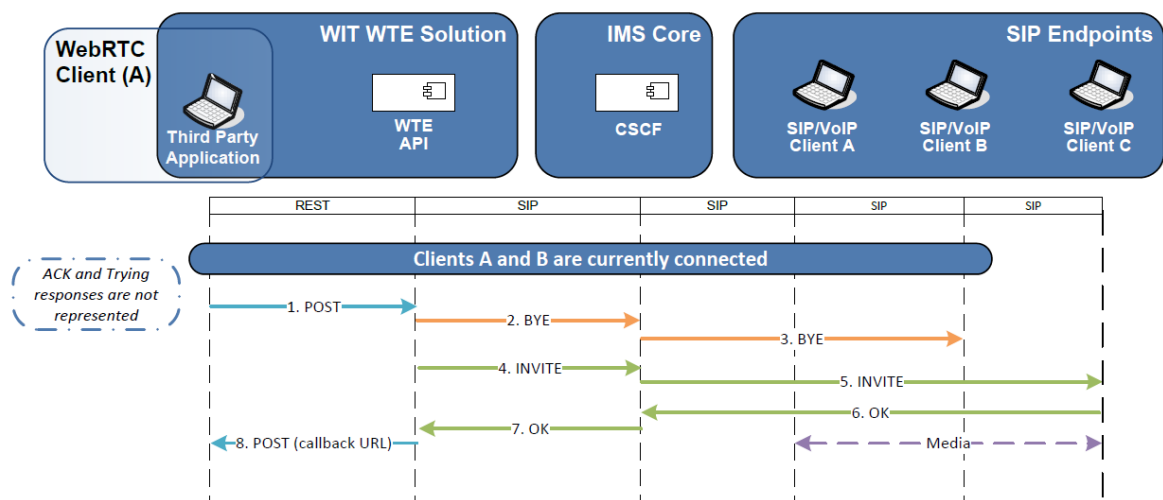 WebRTC
Client (A)
Third Party
Application
WIT WTE Solution
WTE
API
IMS Core
CSCF
SIP Endpoints
SIP/VoIP
Client A
SIP/VoIP
Client B
SIP/VoIP
Client C
REST
SIP
SIP
SIP
SIP
Clients A and B are currently connected
ACK and Trying
responses are not
represented
1. POST
2. BYE
3. BYE
4. INVITE
5. INVITE
6. OK
7. OK
8. POST (callback URL)
Media